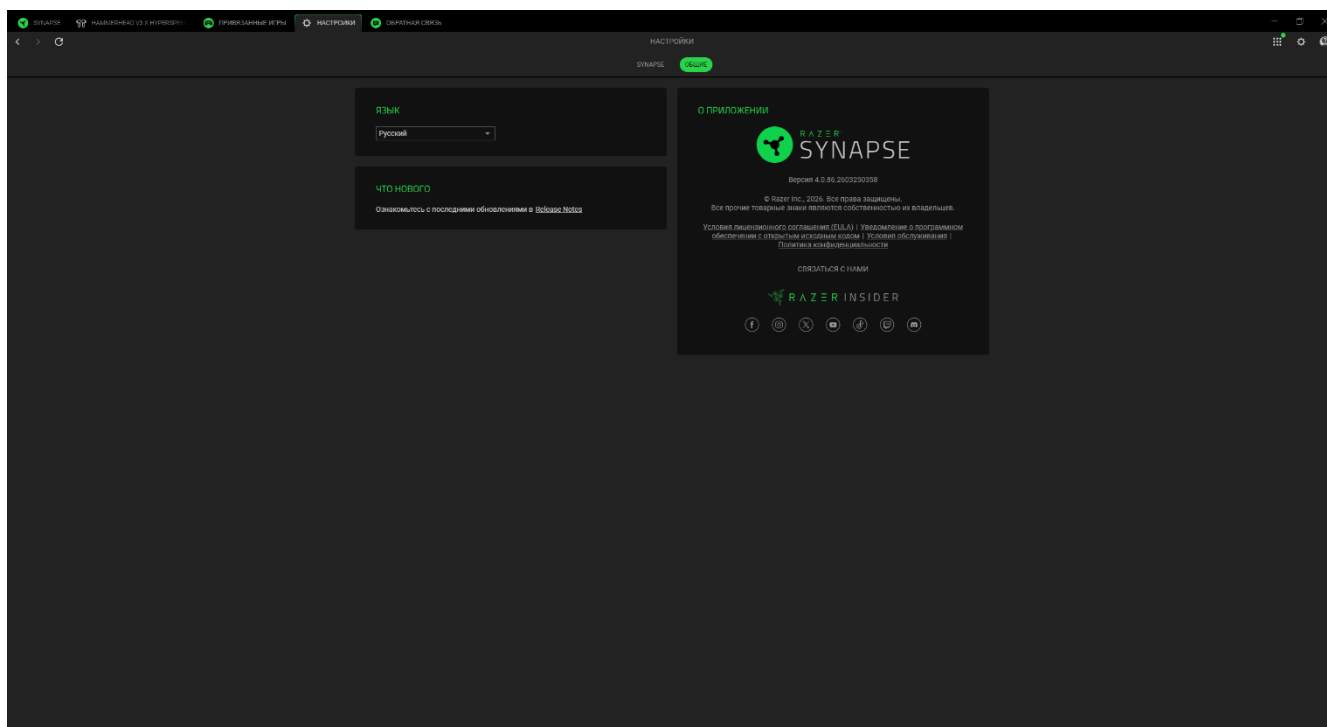 SYNAPSE
HAMMERHEAD V3 X HYPERSPEE
ПРИВЯЗАННЫЕ ИГРЫ
НАСТРОЙКИ
ОБРАТНАЯ СВЯЗЬ
НАСТРОЙКИ
SYNAPSE
ОБЩИЕ
ЯЗЫК
Русский
ЧТО НОВОГО
Ознакомьтесь с последними обновлениями в Release Notes
О ПРИЛОЖЕНИИ
RAZER
SYNAPSE
Версия 4.0.86.2603250358
© Razer Inc., 2026. Все права защищены.
Все прочие товарные знаки являются собственностью их владельцев.
Условия лицензионного соглашения (EULA) | Уведомление о программном
обеспечении с открытым исходным кодом | Условия обслуживания |
Политика конфиденциальности
СВЯЗАТЬСЯ С НАМИ
RAZER INSIDER